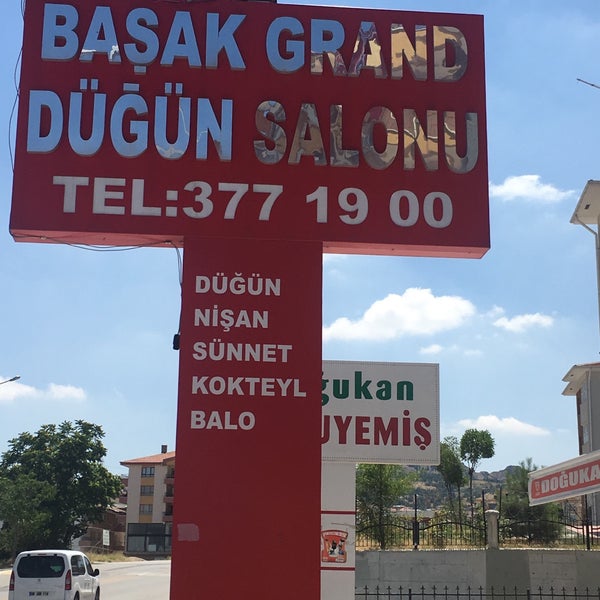 BAŞAK GRAND
DÜĞÜN SALONU
TEL:377 19 00
DÜĞÜN
NİŞAN
SÜNNET
KOKTEYL
BALO
ğukan
UYEMİŞ
DOĞUKA